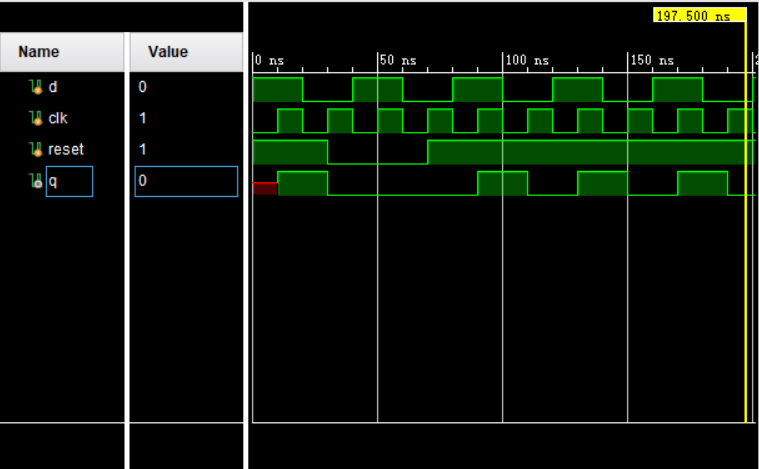 197.500 ns
Name
Value
0 ns
50 ns
100 ns
150 ns
2
d
0
clk
1
reset
1
q
0